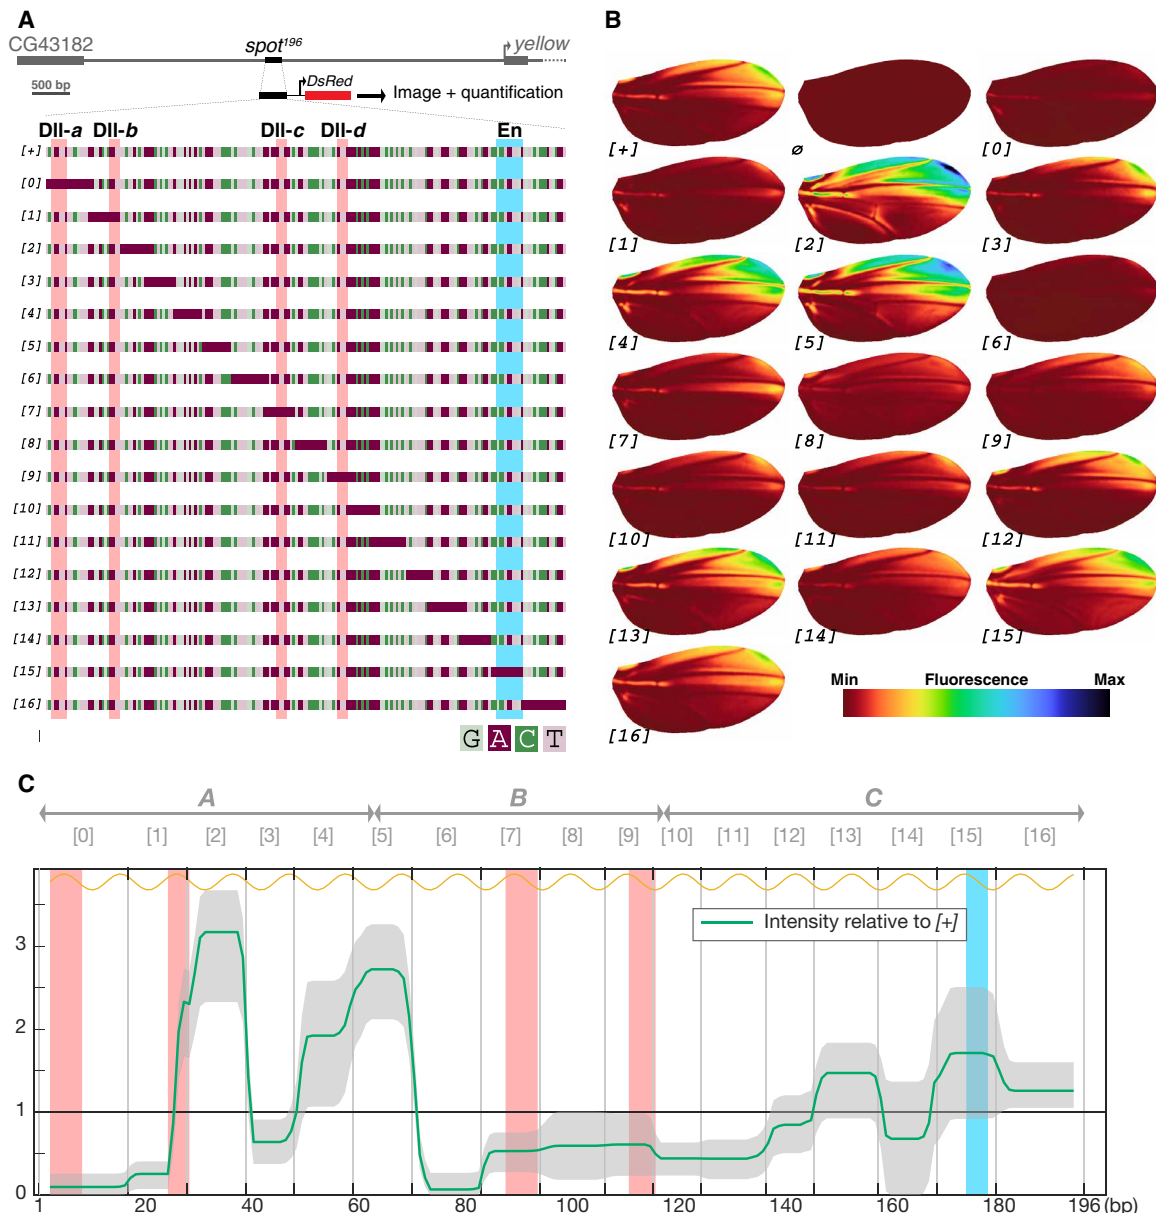 A
CG43182
spot196
yellow
500 bp
DsRed
Image + quantification
Dll-a Dll-b Dll-c Dll-d En
[+]
[0]
[1]
[2]
[3]
[4]
[5]
[6]
[7]
[8]
[9]
[10]
[11]
[12]
[13]
[14]
[15]
[16]
G A C T
B
[+] ø [0]
[1] [2] [3]
[4] [5] [6]
[7] [8] [9]
[10] [11] [12]
[13] [14] [15]
[16]
Min Fluorescence Max
C
A B C
[0] [1] [2] [3] [4] [5] [6] [7] [8] [9] [10] [11] [12] [13] [14] [15] [16]
Intensity relative to [+]
3
2
1
0
1 20 40 60 80 100 120 140 160 180 196 (bp)